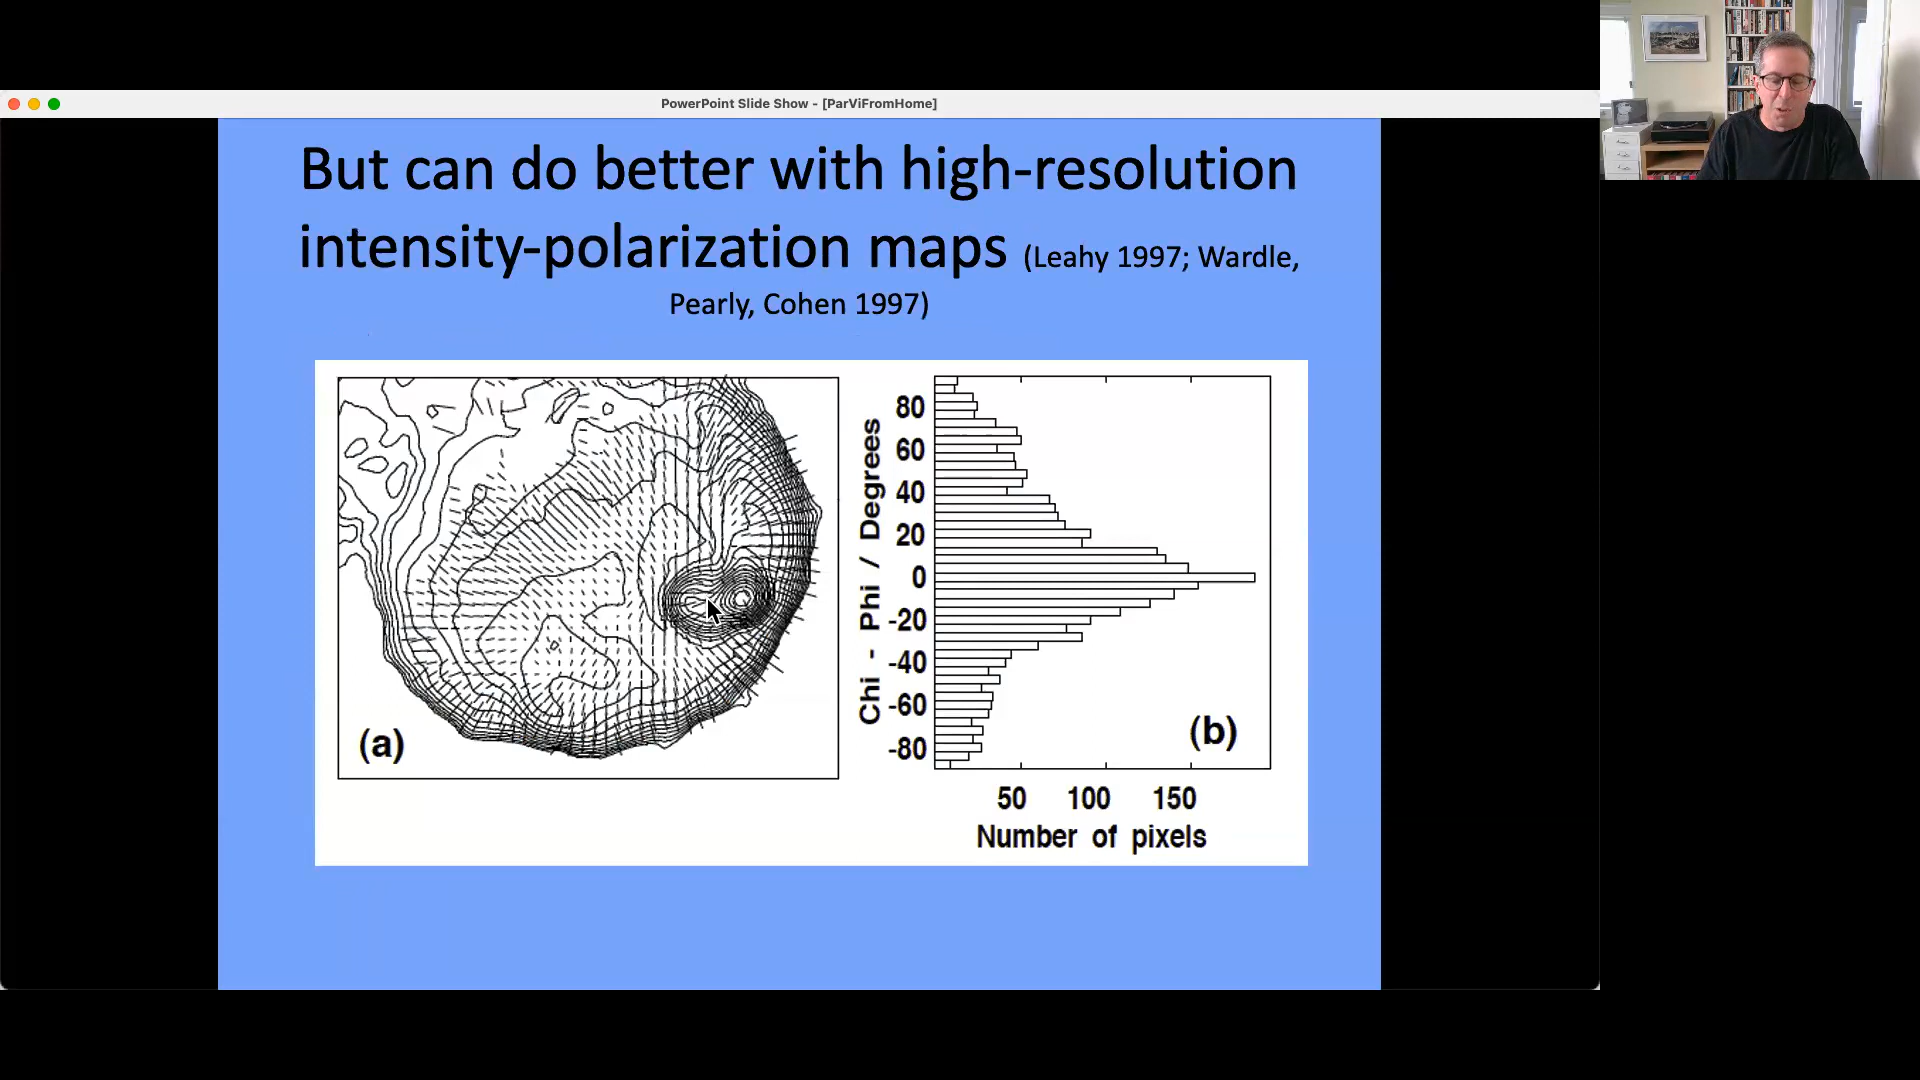 PowerPoint Slide Show - [ParViFromHome]
But can do better with high-resolution
intensity-polarization maps (Leahy 1997; Wardle,
Pearly, Cohen 1997)
(a)
Chi - Phi / Degrees
80
60
40
20
0
-20
-40
-60
-80
(b)
50 100 150
Number of pixels